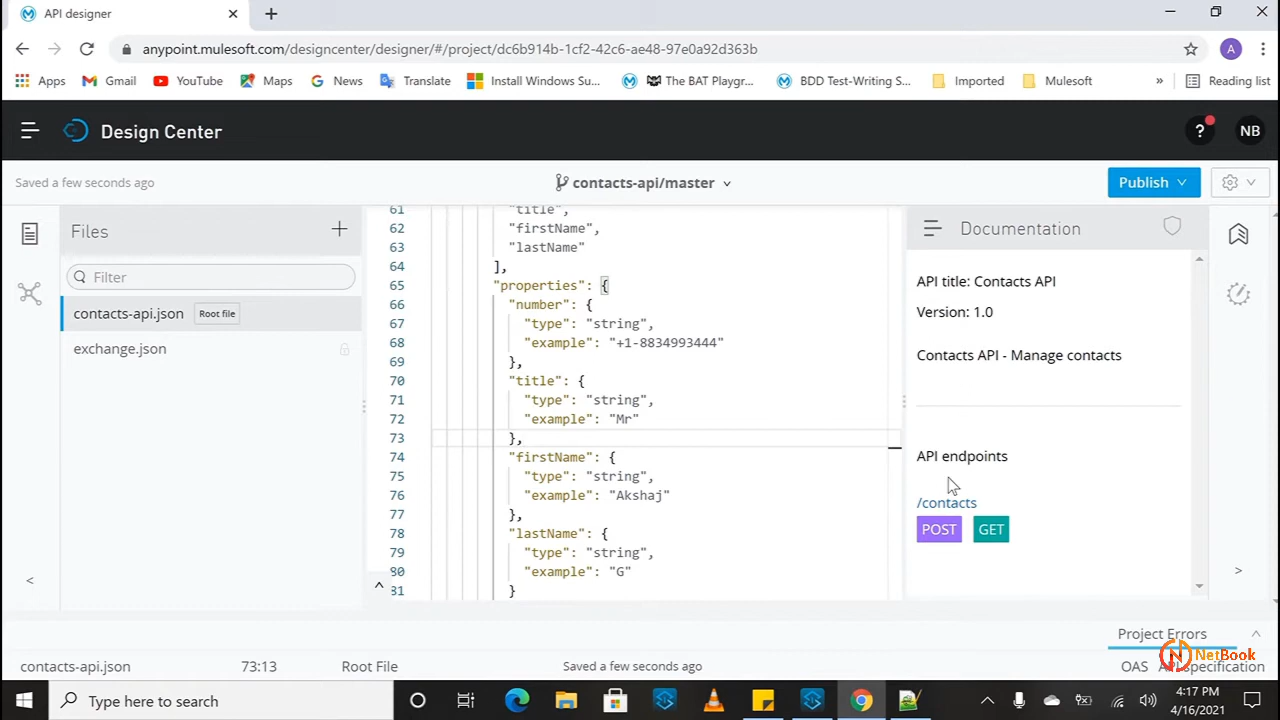 API designer
anypoint.mulesoft.com/designcenter/designer/#/project/dc6b914b-1cf2-42c6-ae48-97e0a92d363b
A
Apps Gmail YouTube Maps News Translate Install Windows Su... The BAT Playgr... BDD Test-Writing S... Imported Mulesoft » Reading list
Design Center
? NB
Saved a few seconds ago
contacts-api/master
Publish
Files
Filter
contacts-api.json Root file
exchange.json
61 "title",
62 "firstName",
63 "lastName"
64 ],
65 "properties": {
66 "number": {
67 "type": "string",
68 "example": "+1-8834993444"
69 },
70 "title": {
71 "type": "string",
72 "example": "Mr"
73 },
74 "firstName": {
75 "type": "string",
76 "example": "Akshaj"
77 },
78 "lastName": {
79 "type": "string",
80 "example": "G"
81 }
Documentation
API title: Contacts API
Version: 1.0
Contacts API - Manage contacts
API endpoints
/contacts
POST GET
Project Errors
NetBook
contacts-api.json 73:13 Root File Saved a few seconds ago OAS API specification
Type here to search
4:17 PM
4/16/2021